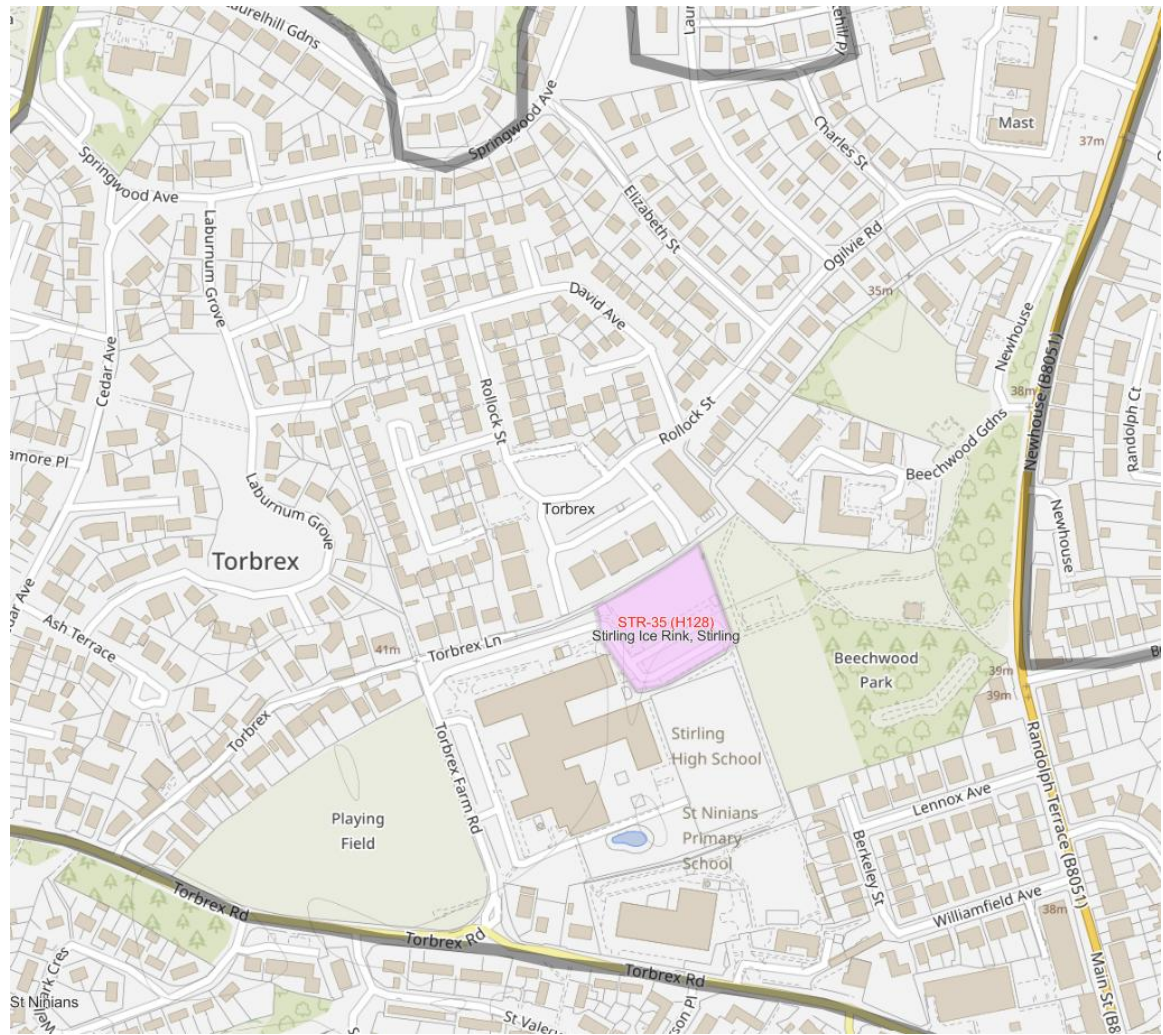 Laurelhill Gdns
Springwood Ave
Mast
37m
Charles St
Springwood Ave
Elizabeth St
Laburnum Grove
Ogilvie Rd
35m
David Ave
Newhouse
Cedar Ave
Rollock St
38m
Newhouse (B8051)
Rollock St
Beechwood Gdns
Randolph Ct
amore Pl
Laburnum Grove
Torbrex
Newhouse
Torbrex
STR-35 (H128)
Stirling Ice Rink, Stirling
Ash Terrace
41m
Torbrex Ln
Beechwood
Park
39m
39m
Torbrex
Torbrex Farm Rd
Stirling
High School
Randolph Terrace (B8051)
Lennox Ave
Playing
Field
St Ninians
Primary
School
Berkeley St
Williamfield Ave
38m
Torbrex Rd
Torbrex Rd
Torbrex Rd
Main St (B8
St Ninians
St Valer
son Pl